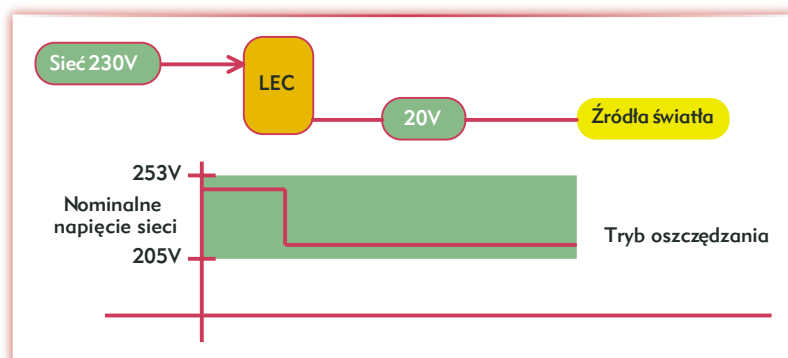 Sieć 230V
LEC
20V
Źródła światła
253V
Nominalne
napięcie sieci
205V
Tryb oszczędzania